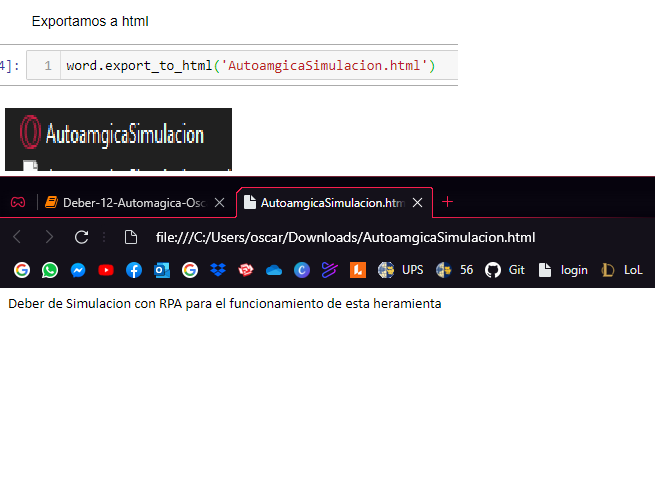 Exportamos a html
4]: 1 word.export_to_html('AutoamgicaSimulacion.html')
AutoamgicaSimulacion
Deber-12-Automagica-Osc
AutoamgicaSimulacion.htm
file:///C:/Users/oscar/Downloads/AutoamgicaSimulacion.html
UPS 56 Git login LoL
Deber de Simulacion con RPA para el funcionamiento de esta heramienta